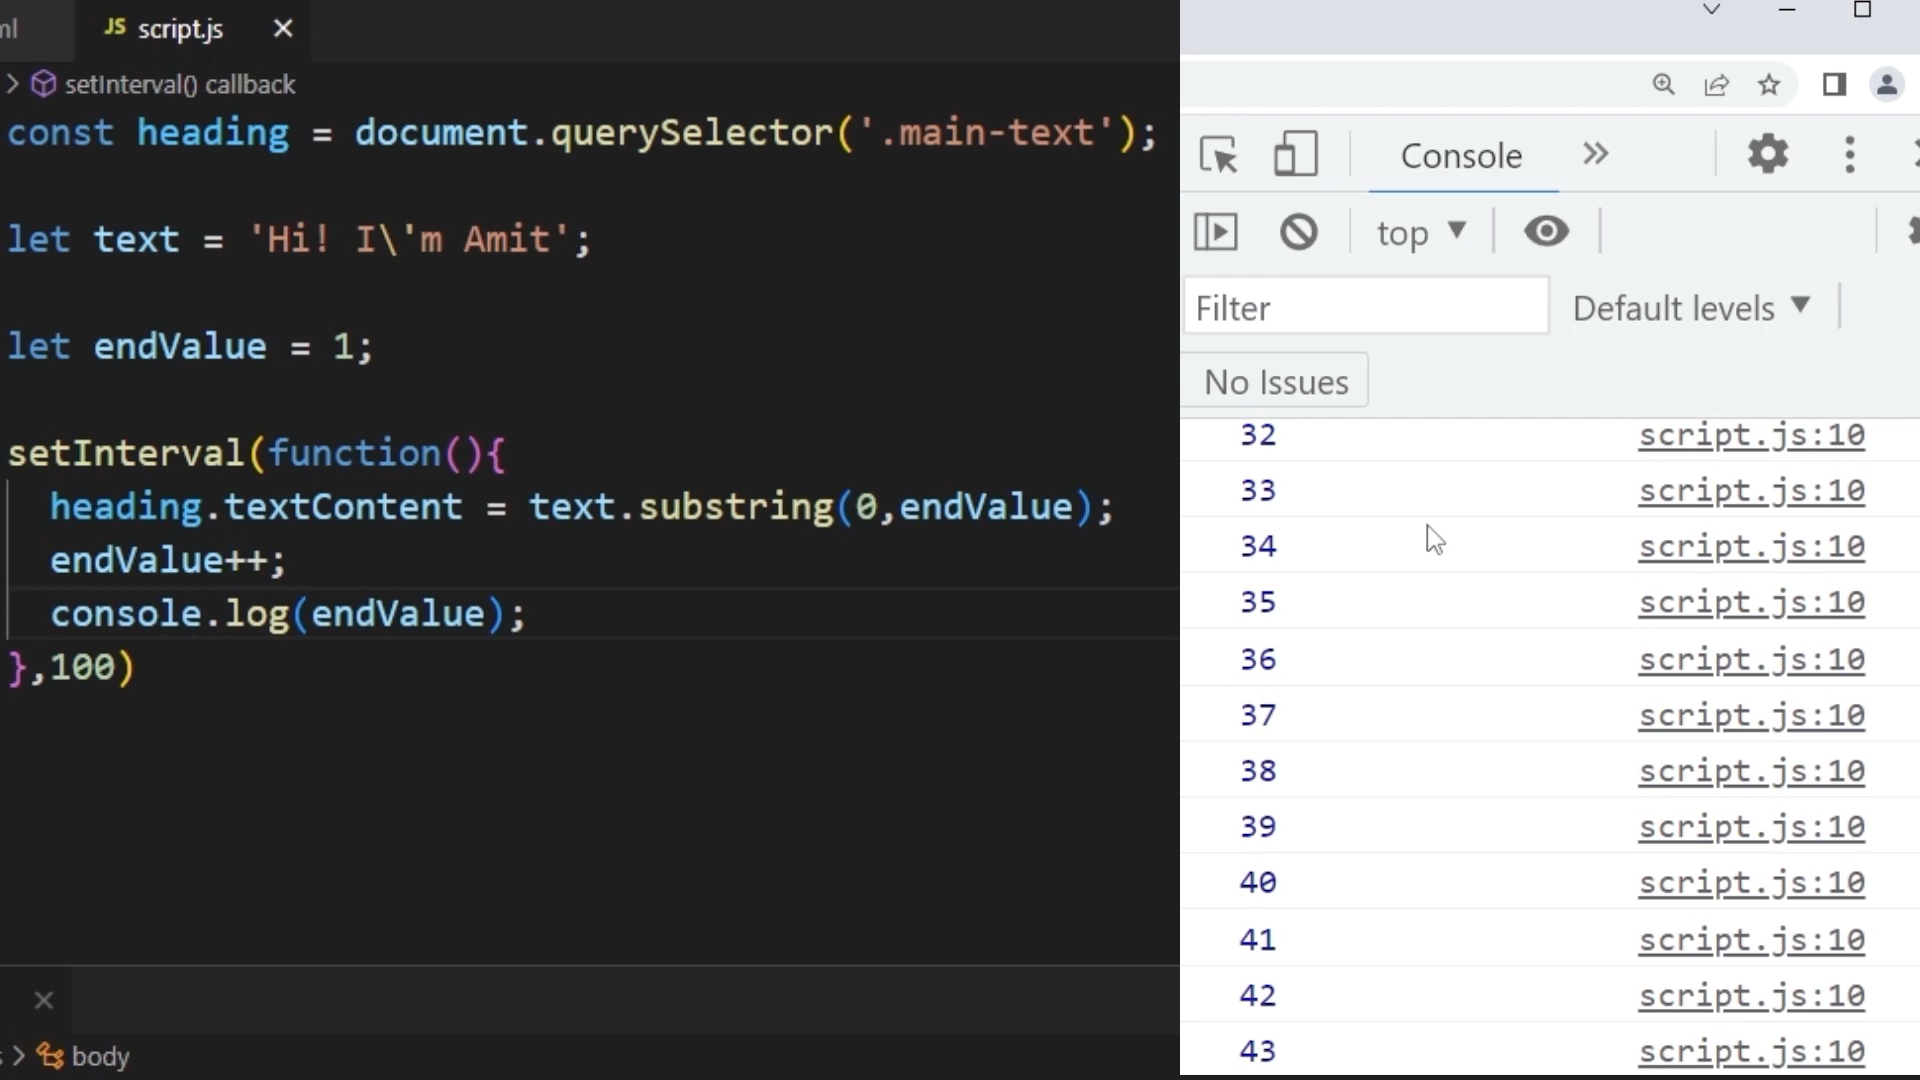 ml
JS script.js ×
> setInterval() callback
const heading = document.querySelector('.main-text');
let text = 'Hi! I\'m Amit';
let endValue = 1;
setInterval(function(){
heading.textContent = text.substring(0,endValue);
endValue++;
console.log(endValue);
},100)
s > body
Console
top
Filter
Default levels
No Issues
32 script.js:10
33 script.js:10
34 script.js:10
35 script.js:10
36 script.js:10
37 script.js:10
38 script.js:10
39 script.js:10
40 script.js:10
41 script.js:10
42 script.js:10
43 script.js:10